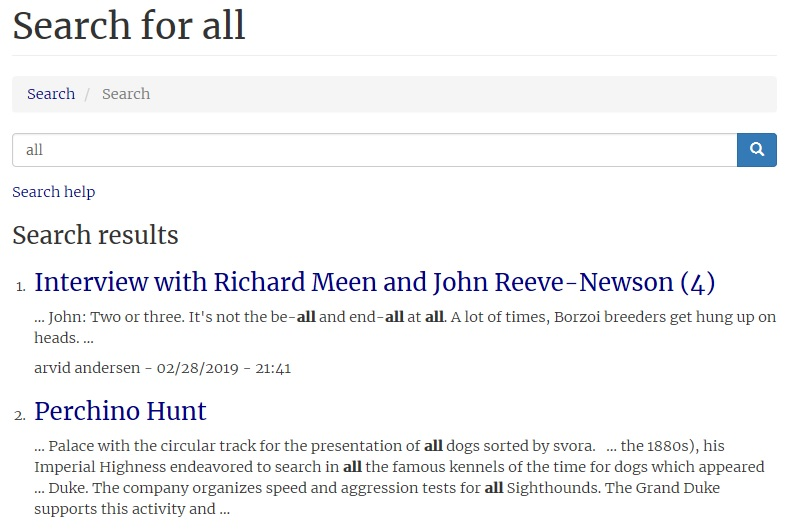 Search for all
Search / Search
all
Search help
Search results
1. Interview with Richard Meen and John Reeve-Newson (4)
... John: Two or three. It's not the be-all and end-all at all. A lot of times, Borzoi breeders get hung up on
heads. ...
arvid andersen - 02/28/2019 - 21:41
2. Perchino Hunt
... Palace with the circular track for the presentation of all dogs sorted by svora.   ... the 1880s), his
Imperial Highness endeavored to search in all the famous kennels of the time for dogs which appeared
... Duke. The company organizes speed and aggression tests for all Sighthounds. The Grand Duke
supports this activity and ...